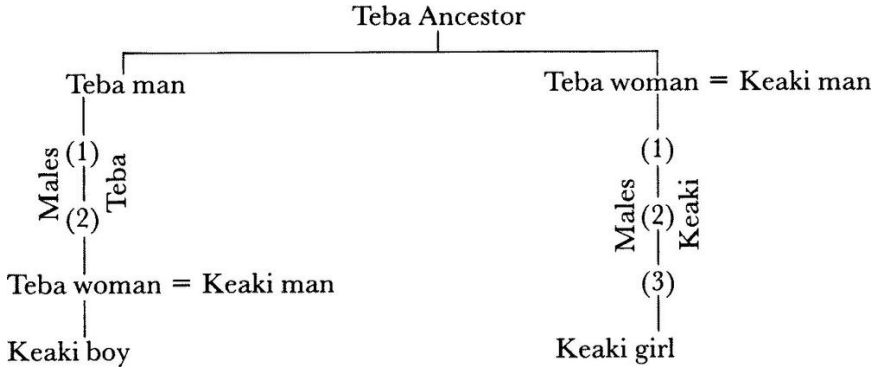 Teba Ancestor
Teba man
Teba woman = Keaki man
(1)
(2)
Males
Teba
Teba woman = Keaki man
Keaki boy
(1)
(2)
(3)
Males
Keaki
Keaki girl